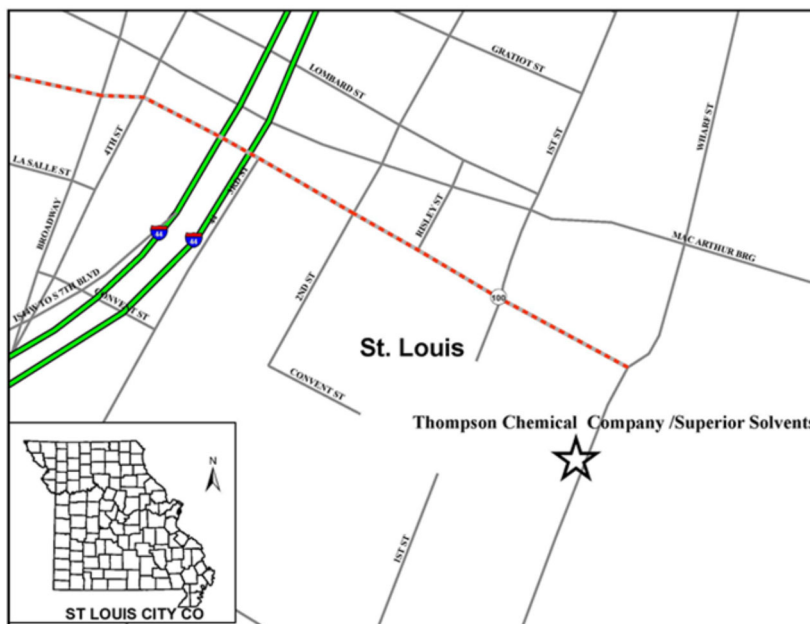 GRATIOT ST
LOMBARD ST
1ST ST
WHARF ST
4TH ST
LA SALLE ST
3RD ST
BROADWAY
RISLEY ST
MAC ARTHUR BRG
44
44
IS44W TO S 7TH BLVD
CONVENT ST
2ND ST
100
St. Louis
CONVENT ST
Thompson Chemical Company /Superior Solvents
N
1ST ST
ST LOUIS CITY CO